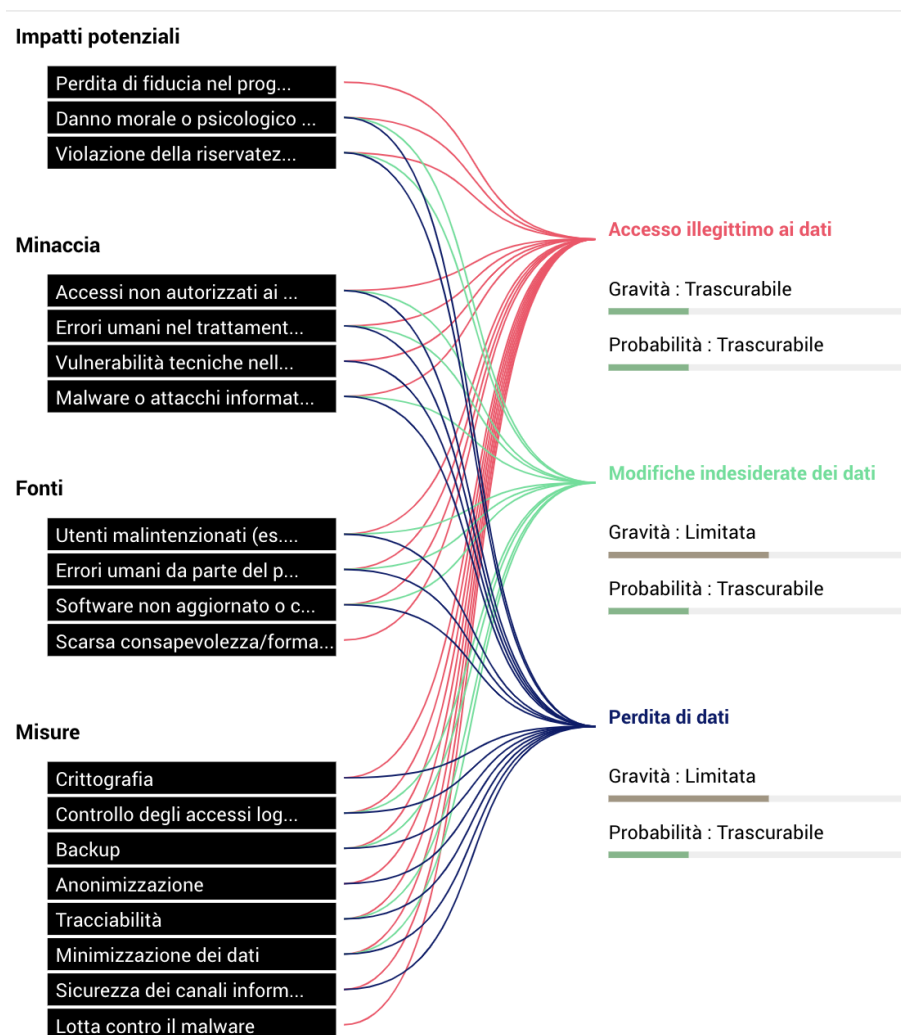 Impatti potenziali
Perdita di fiducia nel prog...
Danno morale o psicologico ...
Violazione della riservatez...
Accesso illegittimo ai dati
Gravità : Trascurabile
Probabilità : Trascurabile
Minaccia
Accessi non autorizzati ai ...
Errori umani nel trattament...
Vulnerabilità tecniche nell...
Malware o attacchi informat...
Modifiche indesiderate dei dati
Gravità : Limitata
Probabilità : Trascurabile
Fonti
Utenti malintenzionati (es....
Errori umani da parte del p...
Software non aggiornato o c...
Scarsa consapevolezza/forma...
Perdita di dati
Gravità : Limitata
Probabilità : Trascurabile
Misure
Crittografia
Controllo degli accessi log...
Backup
Anonimizzazione
Tracciabilità
Minimizzazione dei dati
Sicurezza dei canali inform...
Lotta contro il malware